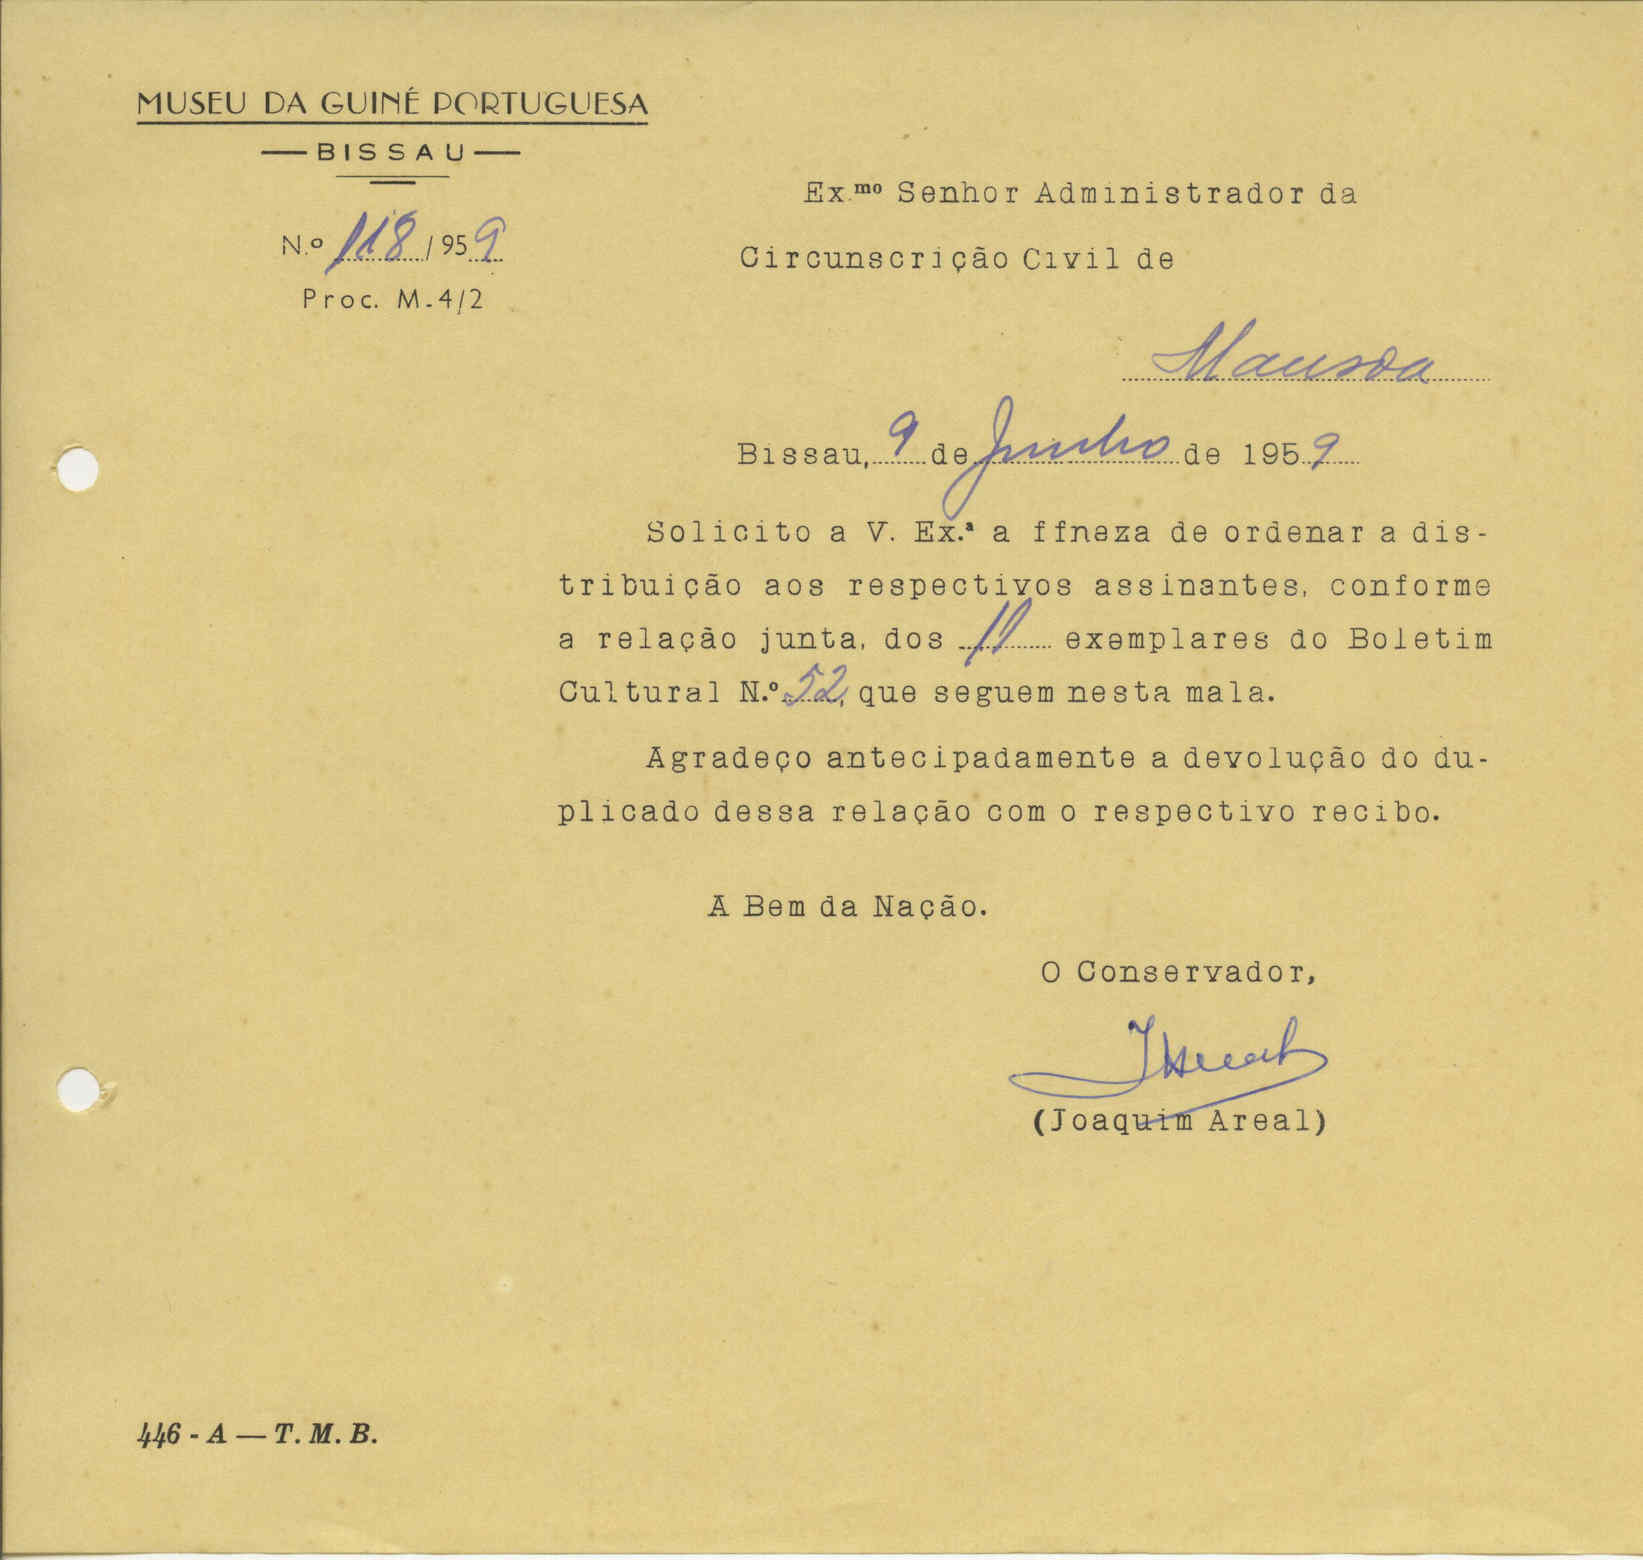 MUSEU DA GUINÉ PORTUGUESA
BISSAU
N.º 118/959
Proc. M-4/2
Ex.mo Senhor Administrador da
Circunscrição Civil de
Mansoa
Bissau, 9 de Junho de 1959
Solicito a V. Ex.ª a ffneza de ordenar a dis-
tribuição aos respectivos assinantes, conforme
a relação junta, dos 11 exemplares do Boletim
Cultural N.º 52, que seguem nesta mala.
Agradeço antecipadamente a devolução do du-
plicado dessa relação com o respectivo recibo.
A Bem da Nação.
O Conservador,
(Joaquim Areal)
446 - A — T. M. B.